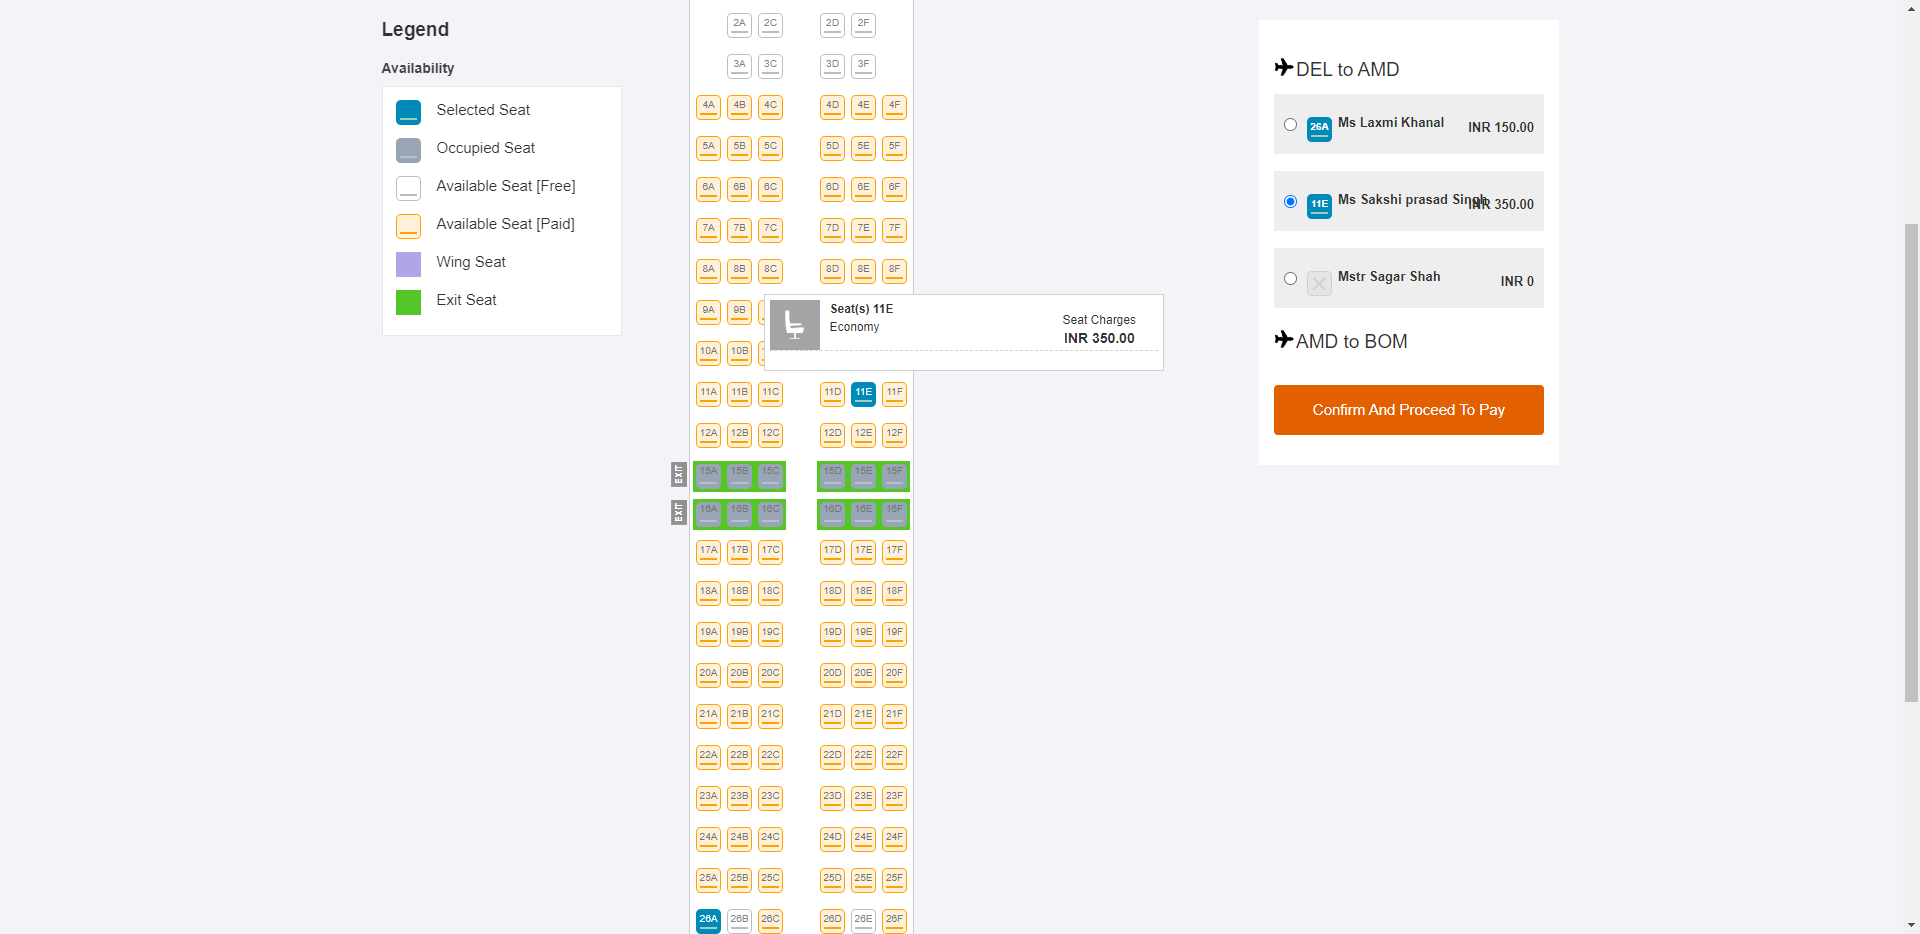 Legend
Availability
Selected Seat
Occupied Seat
Available Seat [Free]
Available Seat [Paid]
Wing Seat
Exit Seat
2A 2C 2D 2F
3A 3C 3D 3F
4A 4B 4C 4D 4E 4F
5A 5B 5C 5D 5E 5F
6A 6B 6C 6D 6E 6F
7A 7B 7C 7D 7E 7F
8A 8B 8C 8D 8E 8F
9A 9B
10A 10B
Seat(s) 11E
Economy
Seat Charges
INR 350.00
11A 11B 11C 11D 11E 11F
12A 12B 12C 12D 12E 12F
EXIT 15A 15B 15C 15D 15E 15F
EXIT 16A 16B 16C 16D 16E 16F
17A 17B 17C 17D 17E 17F
18A 18B 18C 18D 18E 18F
19A 19B 19C 19D 19E 19F
20A 20B 20C 20D 20E 20F
21A 21B 21C 21D 21E 21F
22A 22B 22C 22D 22E 22F
23A 23B 23C 23D 23E 23F
24A 24B 24C 24D 24E 24F
25A 25B 25C 25D 25E 25F
26A 26B 26C 26D 26E 26F
DEL to AMD
26A Ms Laxmi Khanal INR 150.00
11E Ms Sakshi prasad Singh INR 350.00
Mstr Sagar Shah INR 0
AMD to BOM
Confirm And Proceed To Pay